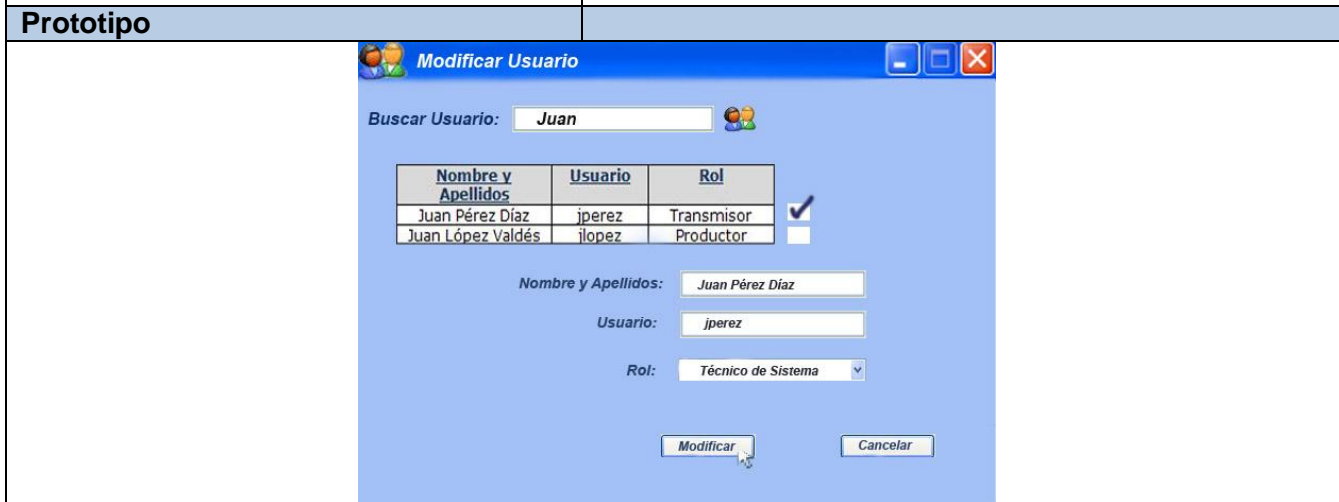 Prototipo
Modificar Usuario
Buscar Usuario: Juan
Nombre y Apellidos Usuario Rol
Juan Pérez Díaz jperez Transmisor
Juan López Valdés jlopez Productor
Nombre y Apellidos: Juan Pérez Díaz
Usuario: jperez
Rol: Técnico de Sistema
Modificar Cancelar